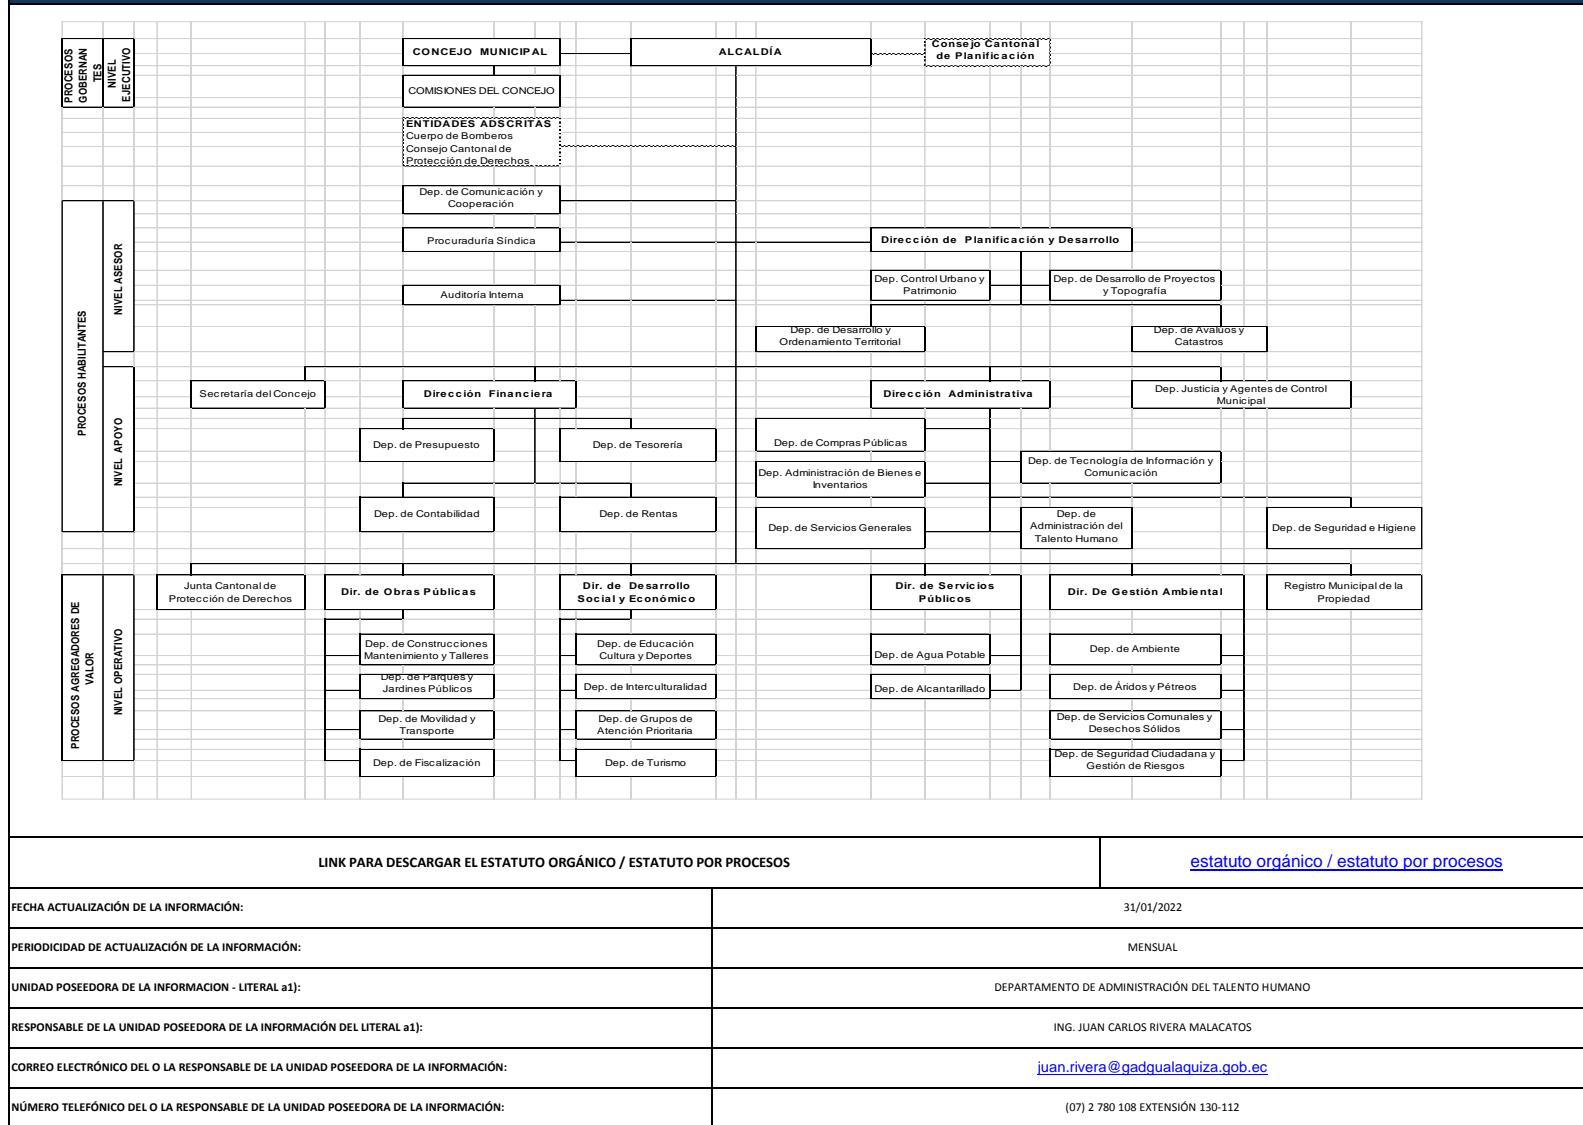 PROCESOS
GOBERNAN
TES
NIVEL
EJECUTIVO
CONCEJO MUNICIPAL
ALCALDÍA
Consejo Cantonal
de Planificación
COMISIONES DEL CONCEJO
ENTIDADES ADSCRITAS
Cuerpo de Bomberos
Consejo Cantonal de
Protección de Derechos
PROCESOS HABILITANTES
NIVEL ASESOR
Dep. de Comunicación y
Cooperación
Procuraduría Síndica
Dirección de Planificación y Desarrollo
Auditoría Interna
Dep. Control Urbano y
Patrimonio
Dep. de Desarrollo de Proyectos
y Topografía
Dep. de Desarrollo y
Ordenamiento Territorial
Dep. de Avalúos y
Catastros
NIVEL APOYO
Secretaría del Concejo
Dirección Financiera
Dirección Administrativa
Dep. Justicia y Agentes de Control
Municipal
Dep. de Presupuesto
Dep. de Tesorería
Dep. de Compras Públicas
Dep. de Tecnología de Información y
Comunicación
Dep. Administración de Bienes e
Inventarios
Dep. de Contabilidad
Dep. de Rentas
Dep. de Servicios Generales
Dep. de
Administración del
Talento Humano
Dep. de Seguridad e Higiene
PROCESOS AGREGADORES DE
VALOR
NIVEL OPERATIVO
Junta Cantonal de
Protección de Derechos
Dir. de Obras Públicas
Dir. de Desarrollo
Social y Económico
Dir. de Servicios
Públicos
Dir. De Gestión Ambiental
Registro Municipal de la
Propiedad
Dep. de Construcciones
Mantenimiento y Talleres
Dep. de Educación
Cultura y Deportes
Dep. de Agua Potable
Dep. de Ambiente
Dep. de Parques y
Jardines Públicos
Dep. de Interculturalidad
Dep. de Alcantarillado
Dep. de Áridos y Pétreos
Dep. de Movilidad y
Transporte
Dep. de Grupos de
Atención Prioritaria
Dep. de Servicios Comunales y
Desechos Sólidos
Dep. de Fiscalización
Dep. de Turismo
Dep. de Seguridad Ciudadana y
Gestión de Riesgos
LINK PARA DESCARGAR EL ESTATUTO ORGÁNICO / ESTATUTO POR PROCESOS
estatuto orgánico / estatuto por procesos
FECHA ACTUALIZACIÓN DE LA INFORMACIÓN:
31/01/2022
PERIODICIDAD DE ACTUALIZACIÓN DE LA INFORMACIÓN:
MENSUAL
UNIDAD POSEEDORA DE LA INFORMACION - LITERAL a1):
DEPARTAMENTO DE ADMINISTRACIÓN DEL TALENTO HUMANO
RESPONSABLE DE LA UNIDAD POSEEDORA DE LA INFORMACIÓN DEL LITERAL a1):
ING. JUAN CARLOS RIVERA MALACATOS
CORREO ELECTRÓNICO DEL O LA RESPONSABLE DE LA UNIDAD POSEEDORA DE LA INFORMACIÓN:
juan.rivera@gadgualaquiza.gob.ec
NÚMERO TELEFÓNICO DEL O LA RESPONSABLE DE LA UNIDAD POSEEDORA DE LA INFORMACIÓN:
(07) 2 780 108 EXTENSIÓN 130-112